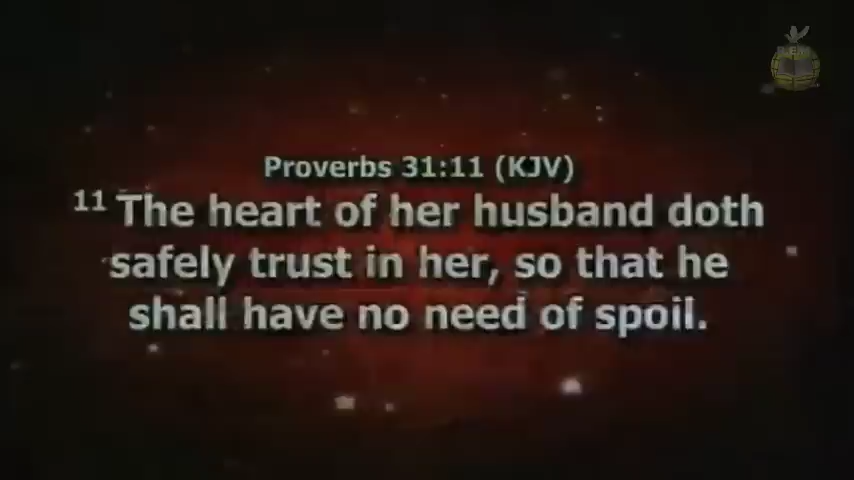 Proverbs 31:11 (KJV)
11 The heart of her husband doth
safely trust in her, so that he
shall have no need of spoil.